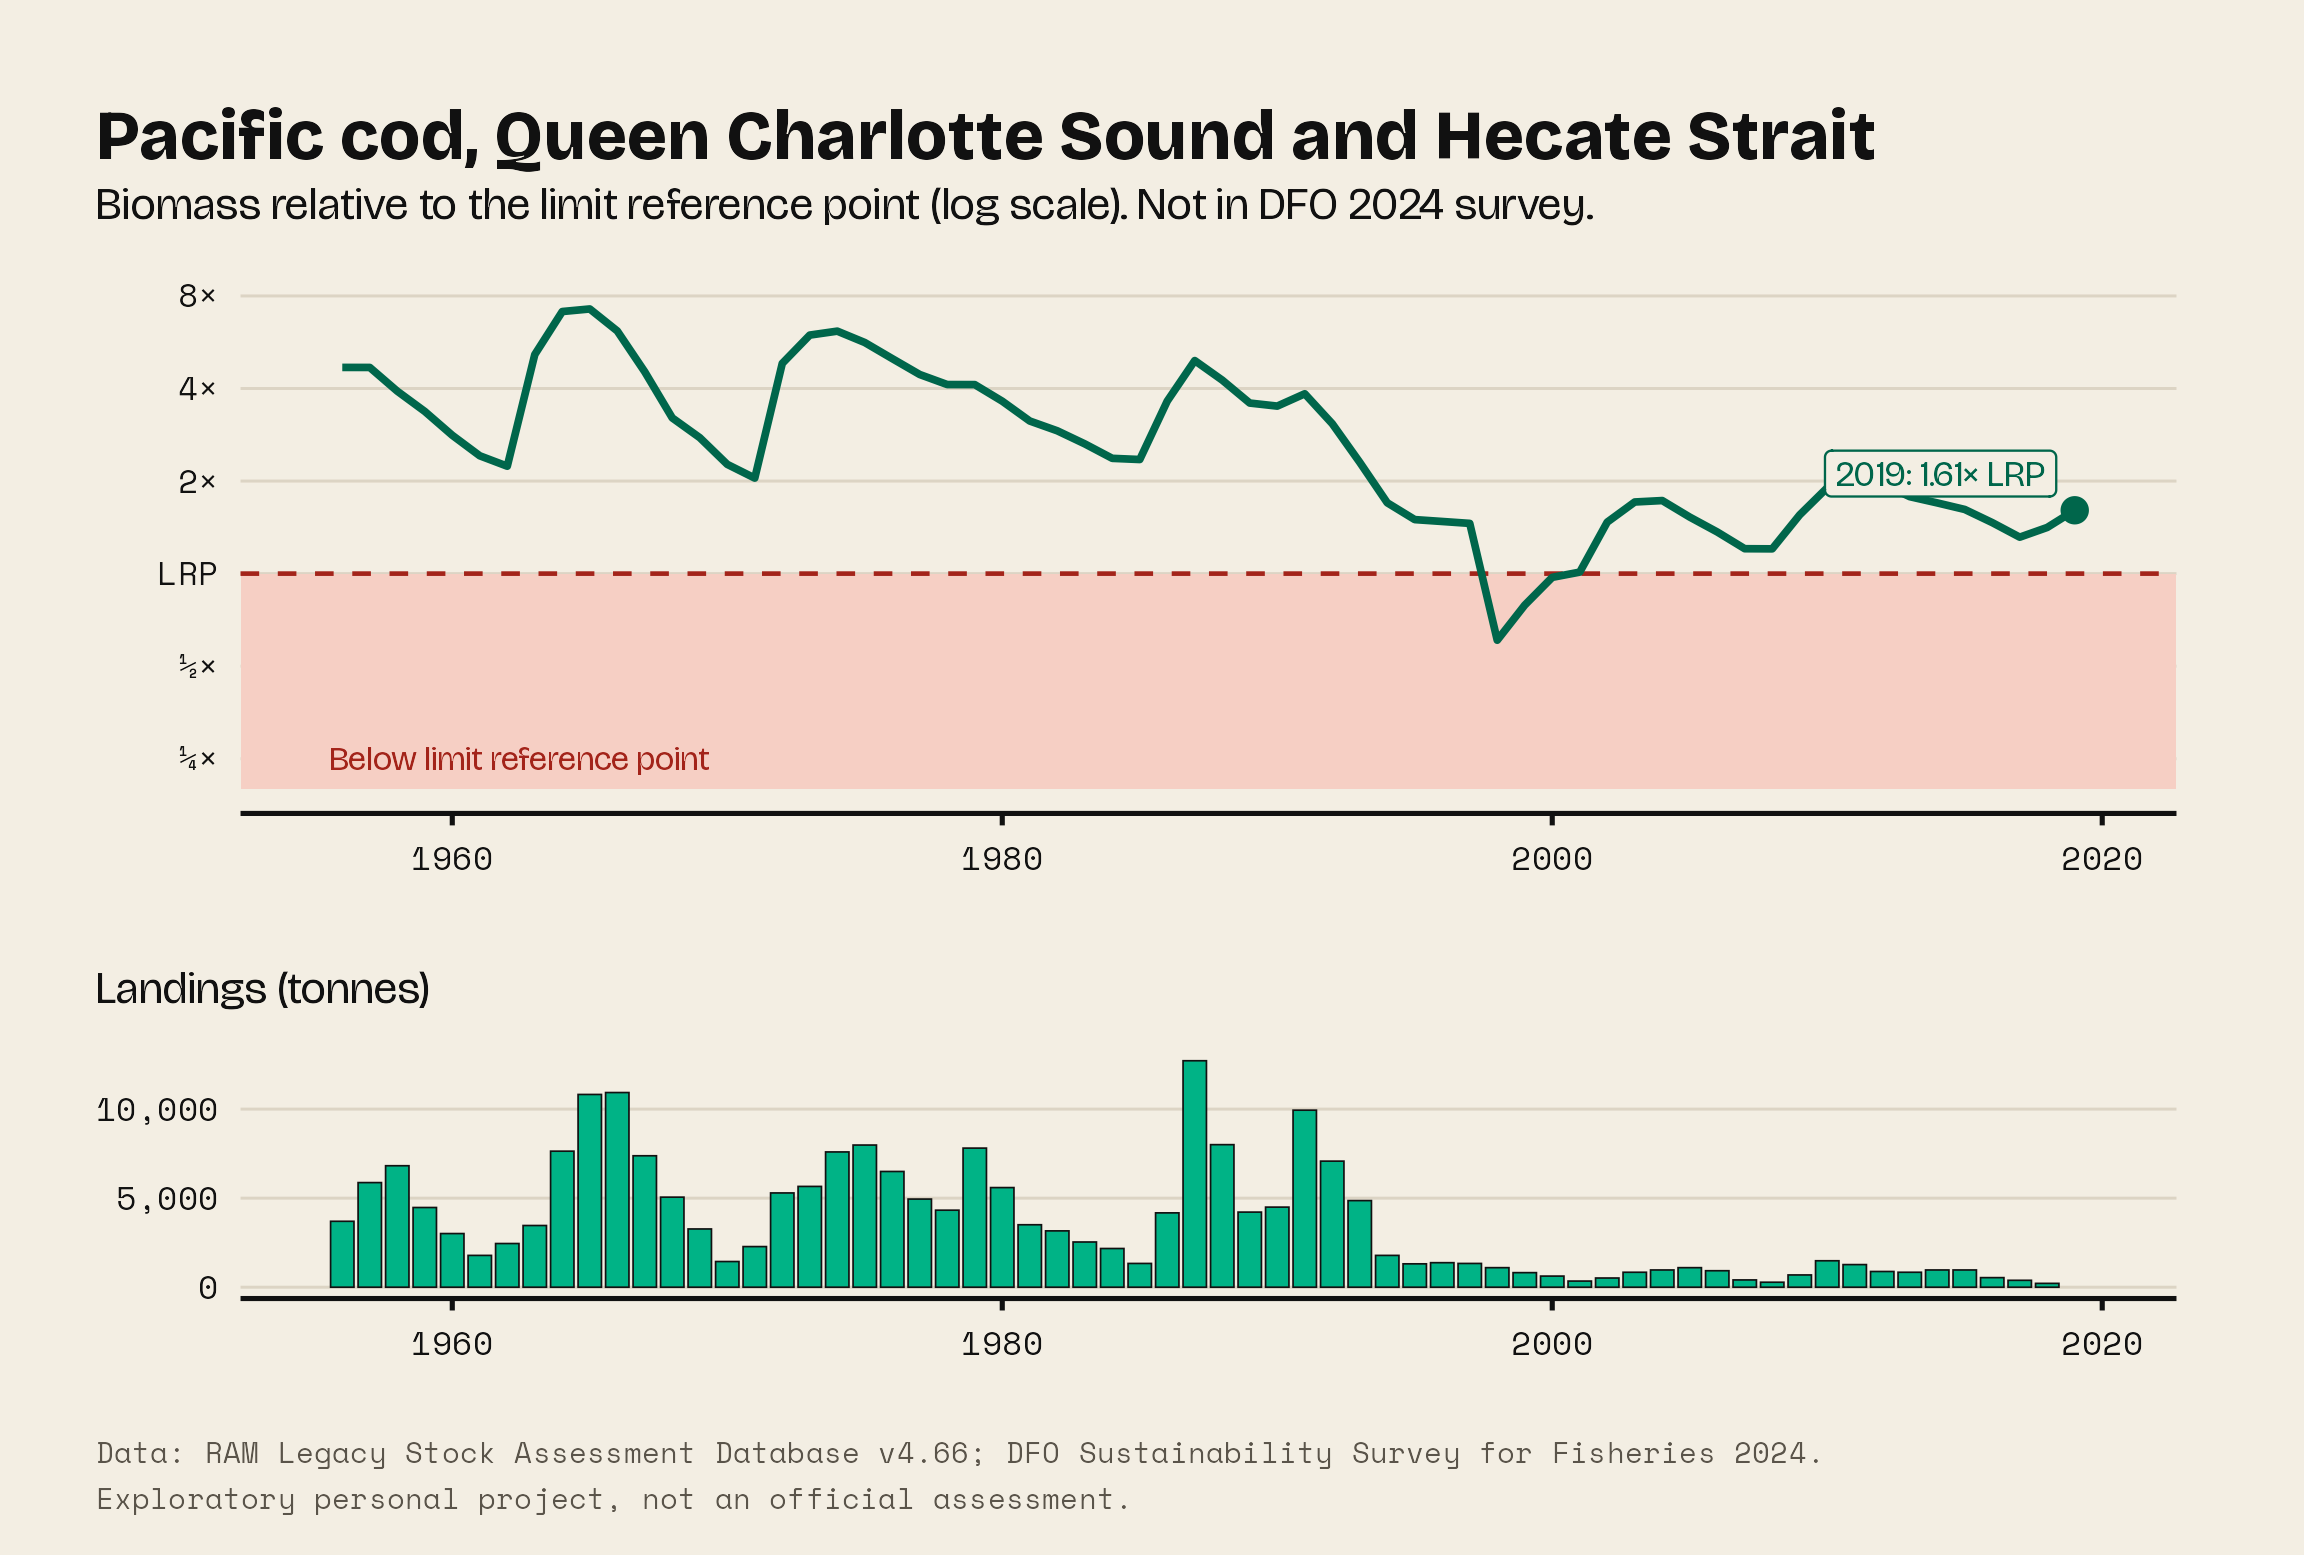 Pacific cod, Queen Charlotte Sound and Hecate Strait
Biomass relative to the limit reference point (log scale). Not in DFO 2024 survey.
8×
4×
2×
2019: 1.61× LRP
LRP
½×
¼×
Below limit reference point
1960 1980 2000 2020
Landings (tonnes)
10,000
5,000
0
1960 1980 2000 2020
Data: RAM Legacy Stock Assessment Database v4.66; DFO Sustainability Survey for Fisheries 2024.
Exploratory personal project, not an official assessment.